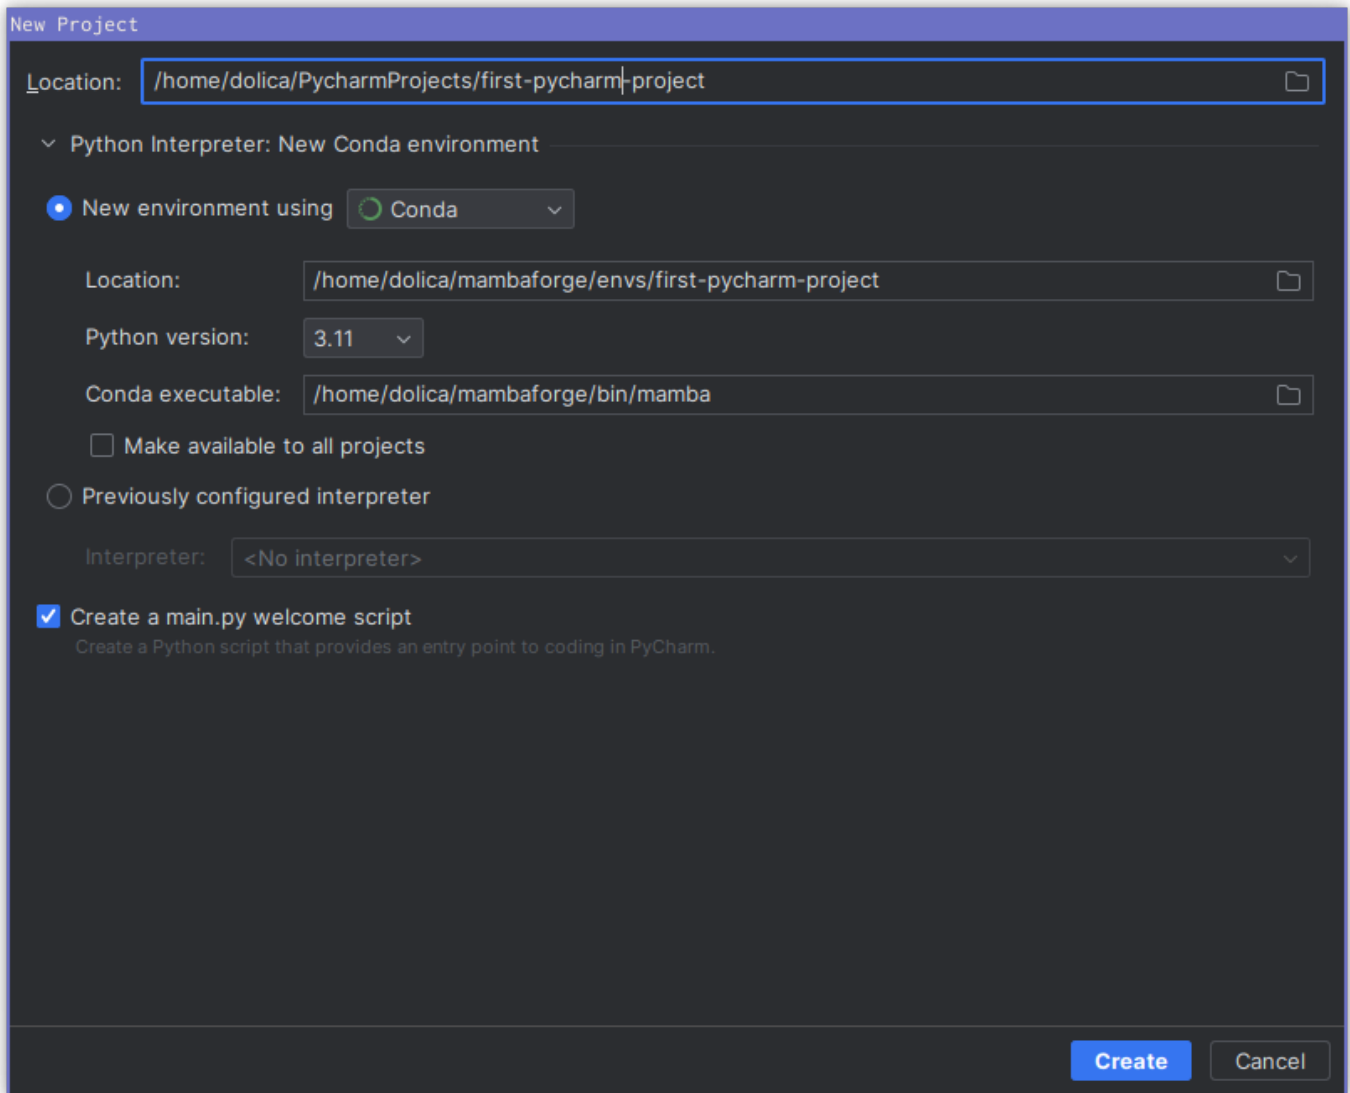 New Project
Location: /home/dolica/PycharmProjects/first-pycharm-project
Python Interpreter: New Conda environment
New environment using Conda
Location: /home/dolica/mambaforge/envs/first-pycharm-project
Python version: 3.11
Conda executable: /home/dolica/mambaforge/bin/mamba
Make available to all projects
Previously configured interpreter
Interpreter: <No interpreter>
Create a main.py welcome script
Create a Python script that provides an entry point to coding in PyCharm.
Create Cancel